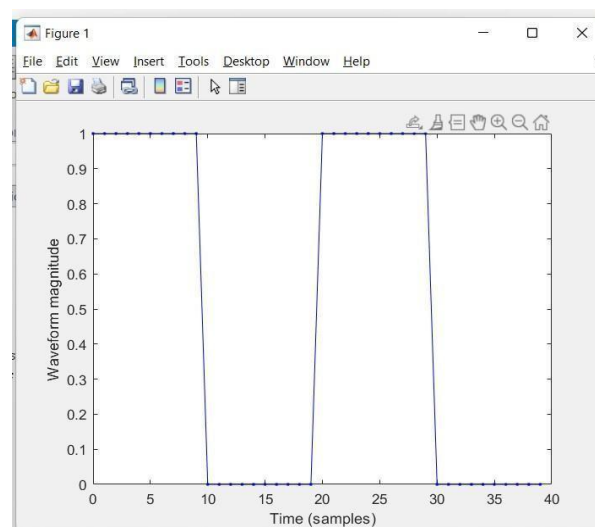 Figure 1
File Edit View Insert Tools Desktop Window Help
1
0.9
0.8
0.7
0.6
0.5
0.4
0.3
0.2
0.1
0
Waveform magnitude
0 5 10 15 20 25 30 35 40
Time (samples)